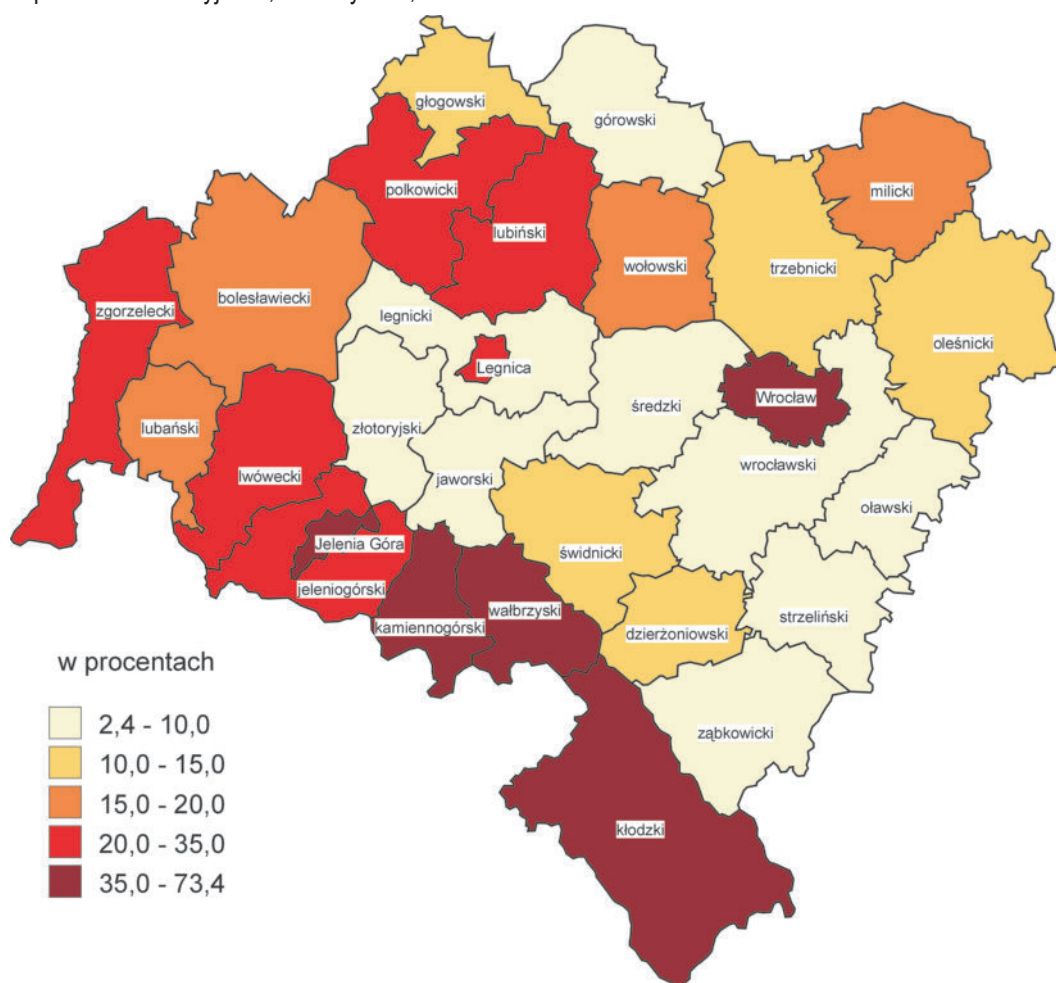 głogowski
górowski
polkowicki
milicki
lubiński
wołowski
trzebnicki
bolesławiecki
zgorzelecki
legnicki
oleśnicki
Legnica
Wrocław
średzki
lubański
złotoryjski
wrocławski
lwówecki
jaworski
oławski
Jelenia Góra
świdnicki
jeleniogórski
wałbrzyski
strzeliński
kamiennogórski
dzierżoniowski
ząbkowicki
kłodzki
w procentach
2,4 - 10,0
10,0 - 15,0
15,0 - 20,0
20,0 - 35,0
35,0 - 73,4